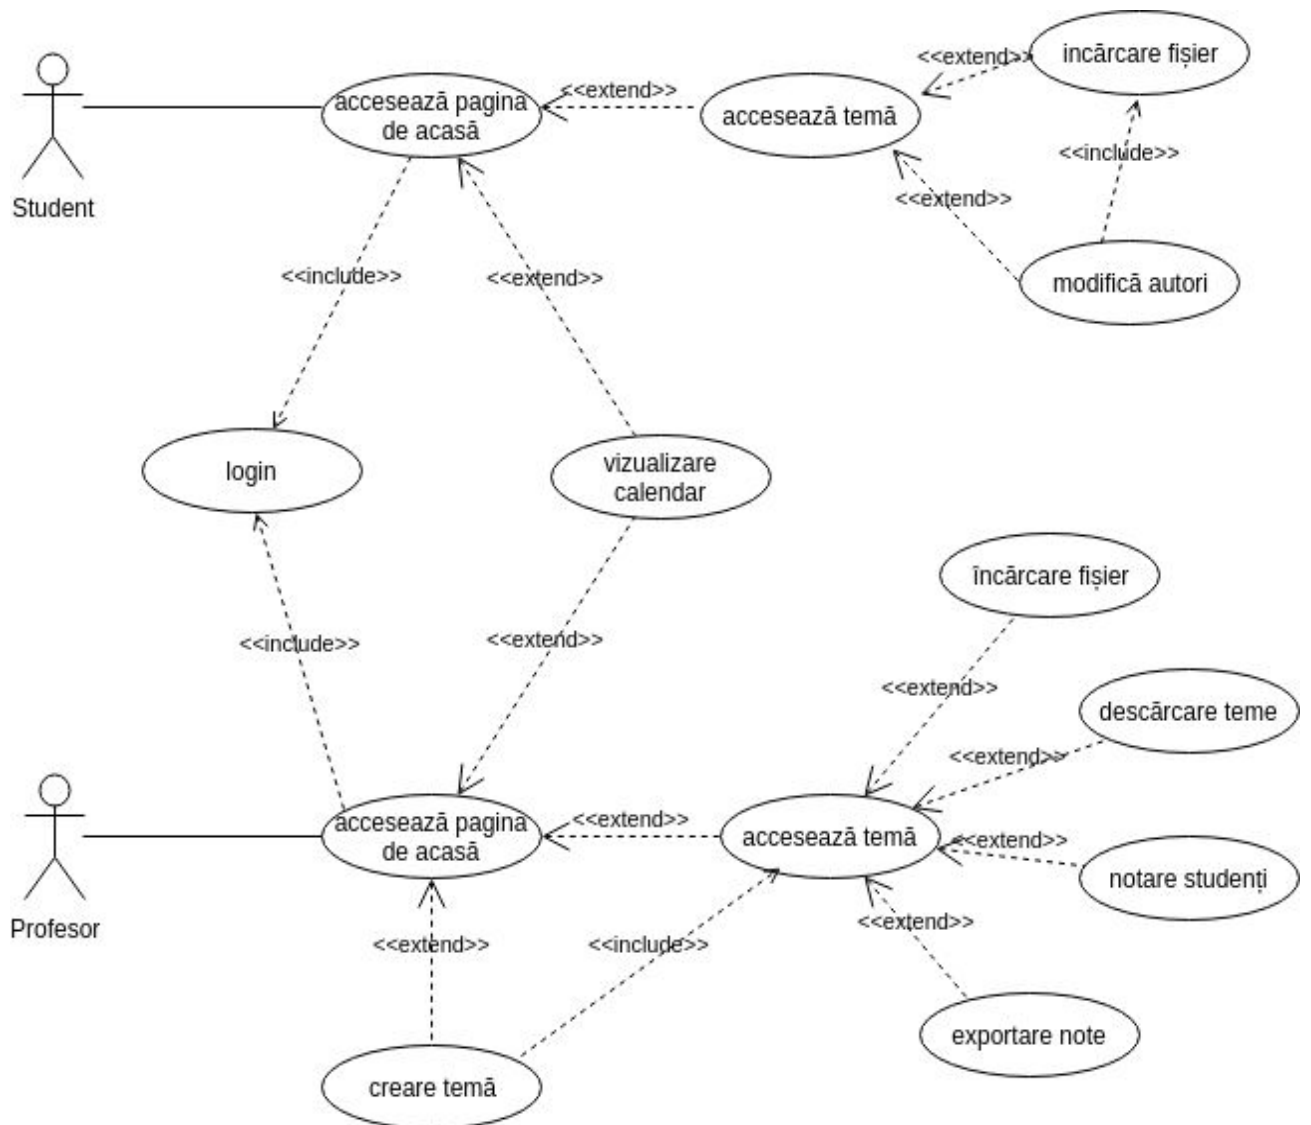 <<extend>>
incărcare fișier
accesează pagina
de acasă
<<extend>>
accesează temă
<<include>>
<<extend>>
Student
<<include>>
<<extend>>
modifică autori
login
vizualizare
calendar
încărcare fișier
<<include>>
<<extend>>
<<extend>>
descărcare teme
<<extend>>
accesează pagina
de acasă
<<extend>>
accesează temă
<<extend>>
notare studenți
Profesor
<<extend>>
<<include>>
<<extend>>
exportare note
creare temă